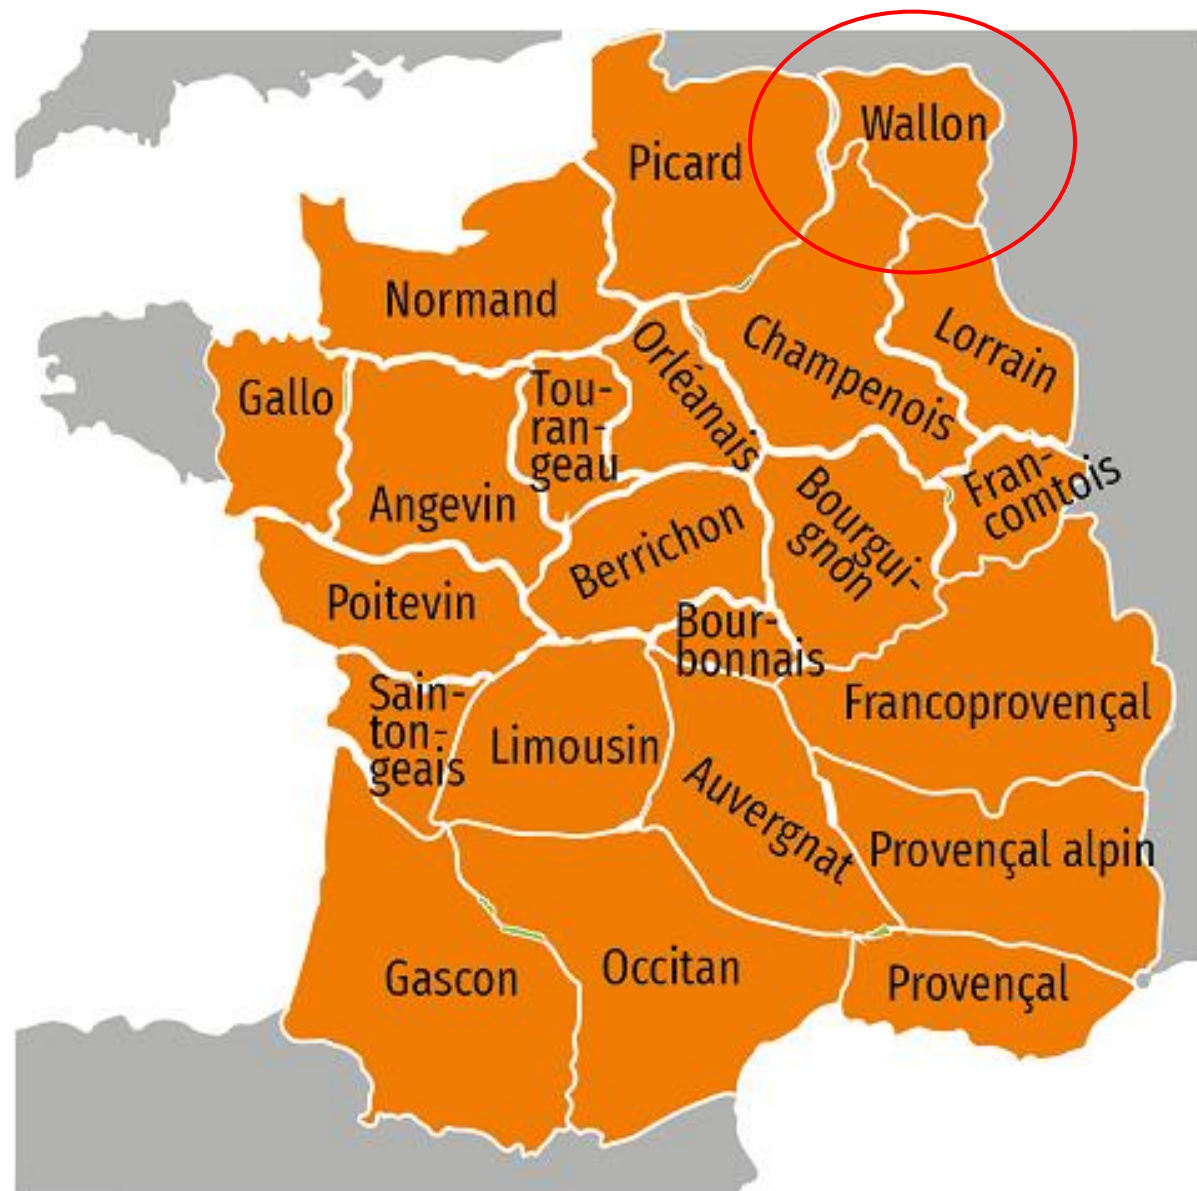 Wallon
Picard
Normand
Lorrain
Champenois
Orléanais
Gallo
Tou-
ran-
geau
Angevin
Fran-
comtois
Bourgui-
gnon
Berrichon
Poitevin
Bour-
bonnais
Sain-
ton-
geais
Limousin
Francoprovençal
Auvergnat
Provençal alpin
Gascon
Occitan
Provençal